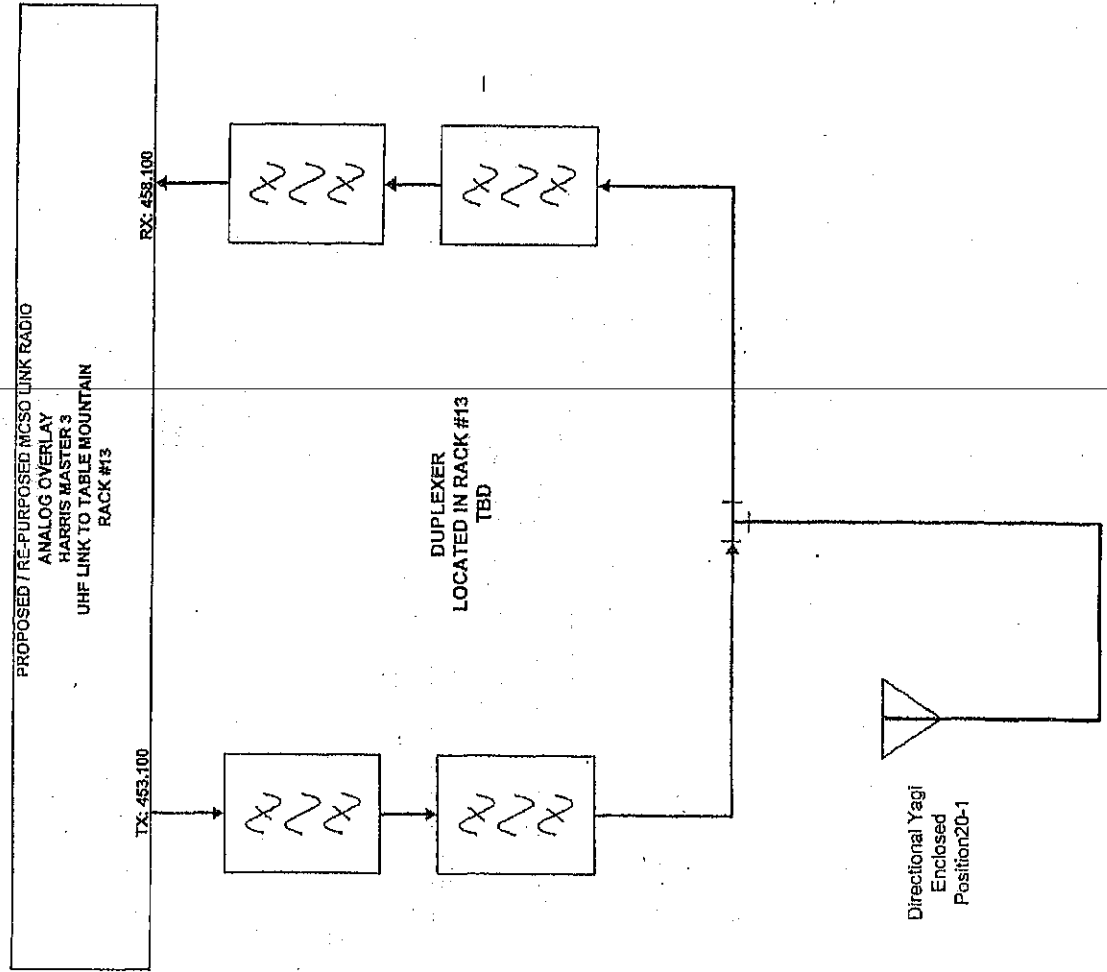 PROPOSED / RE-PURPOSED MCSO LINK RADIO
ANALOG OVERLAY
HARRIS MASTER 3
UHF LINK TO TABLE MOUNTAIN
RACK #13
TX: 453.100
RX: 458.100
DUPLEXER
LOCATED IN RACK #13
TBD
Directional Yagi
Enclosed
Position20-1